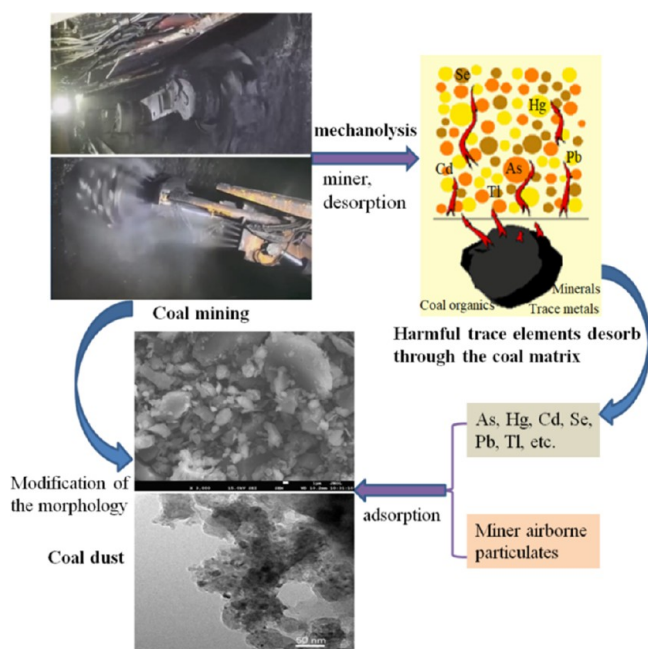 mechanolysis
miner,
desorption
Se
Hg
Pb
Cd
As
Tl
Minerals
Coal organics
Trace metals
Coal mining
Harmful trace elements desorb
through the coal matrix
As, Hg, Cd, Se,
Pb, Tl, etc.
Modification of
the morphology
adsorption
Miner airborne
particulates
Coal dust
50 nm